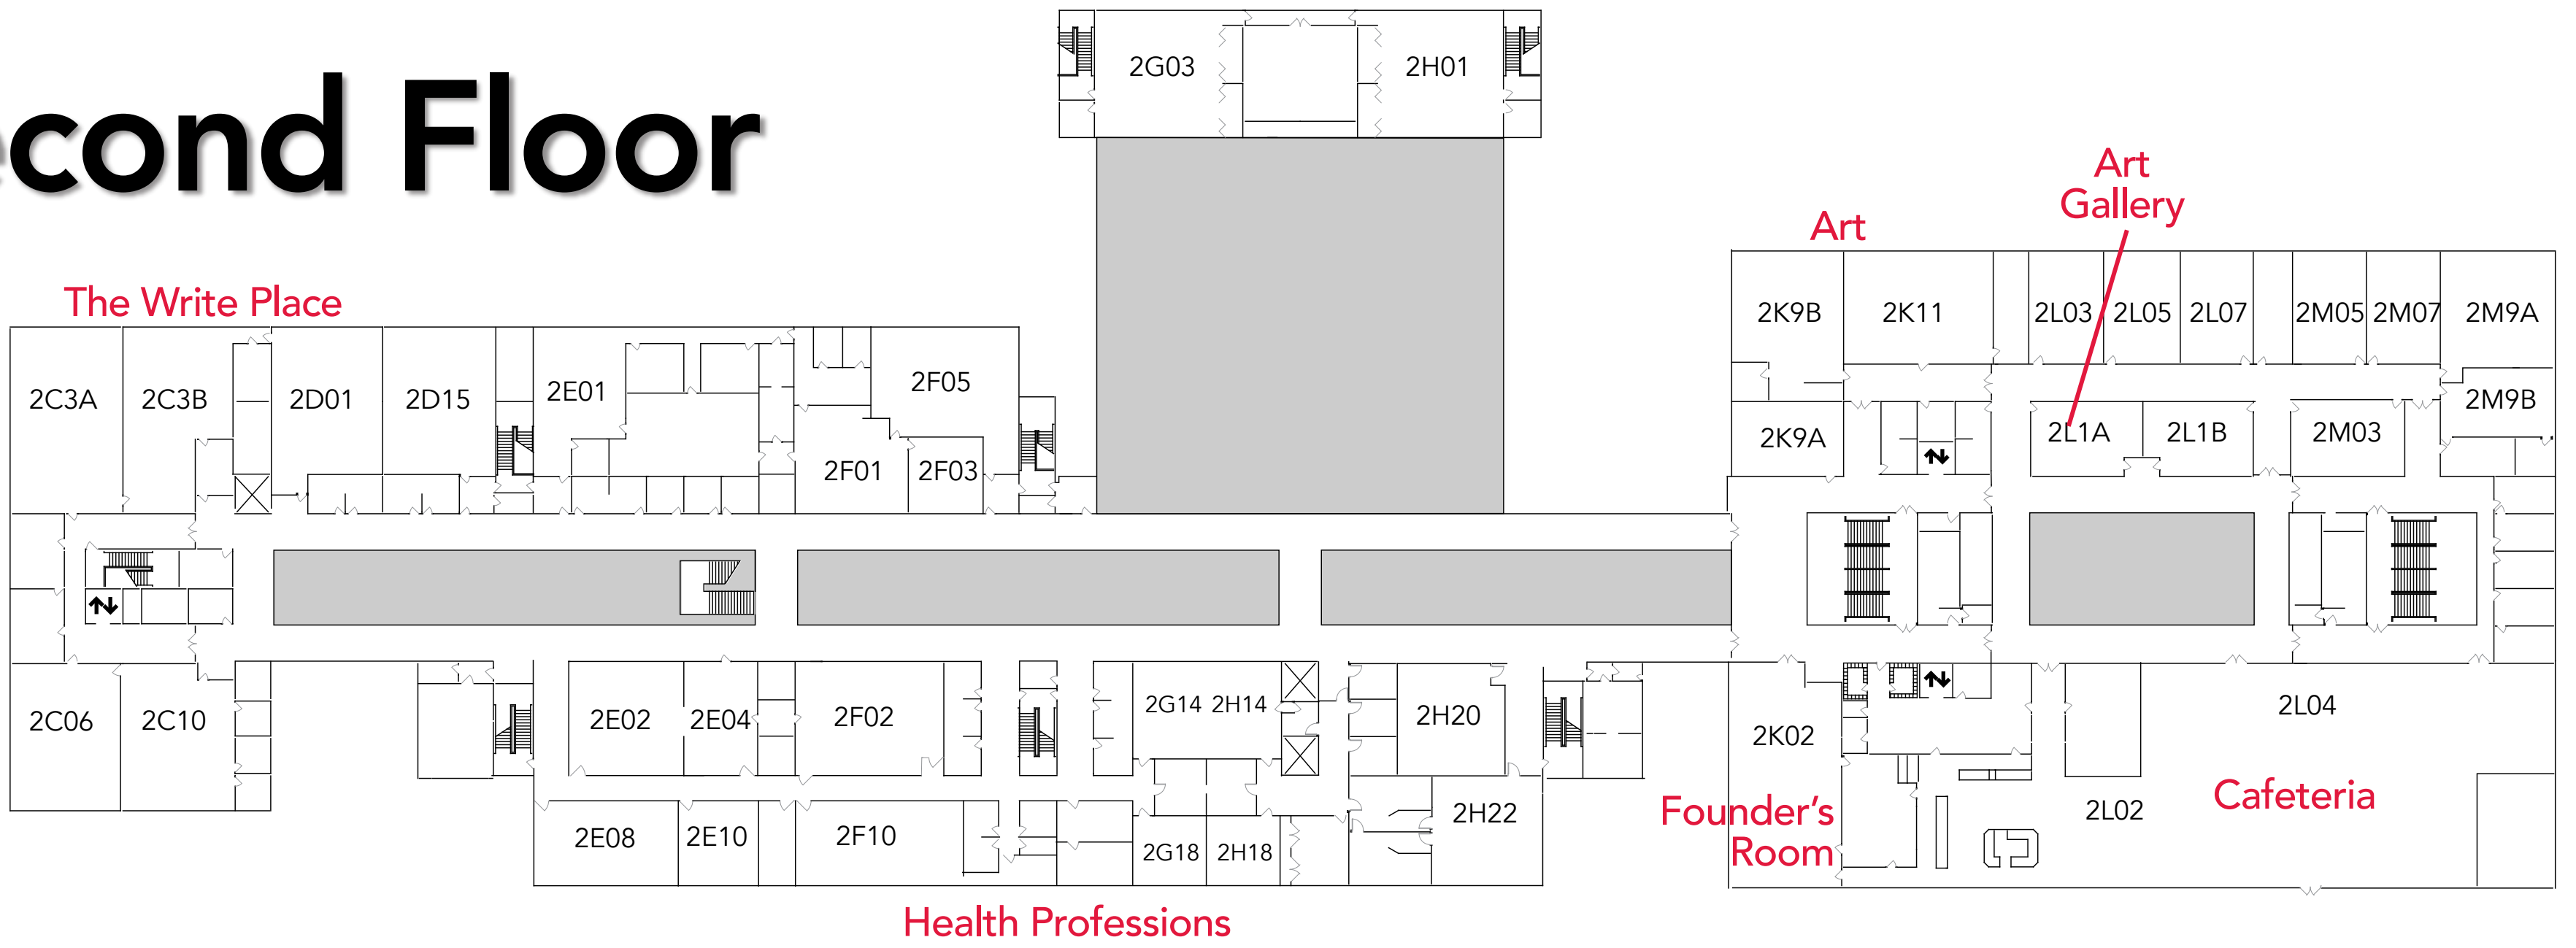 econd Floor
2G03
2H01
Art
Gallery
Art
The Write Place
2K9B
2K11
2L03
2L05
2L07
2M05
2M07
2M9A
2C3A
2C3B
2D01
2D15
2E01
2F05
2M9B
2K9A
2L1A
2L1B
2M03
2F01
2F03
2C06
2C10
2E02
2E04
2F02
2G14
2H14
2H20
2K02
2L04
2E08
2E10
2F10
2G18
2H18
2H22
Founder's
Room
2L02
Cafeteria
Health Professions